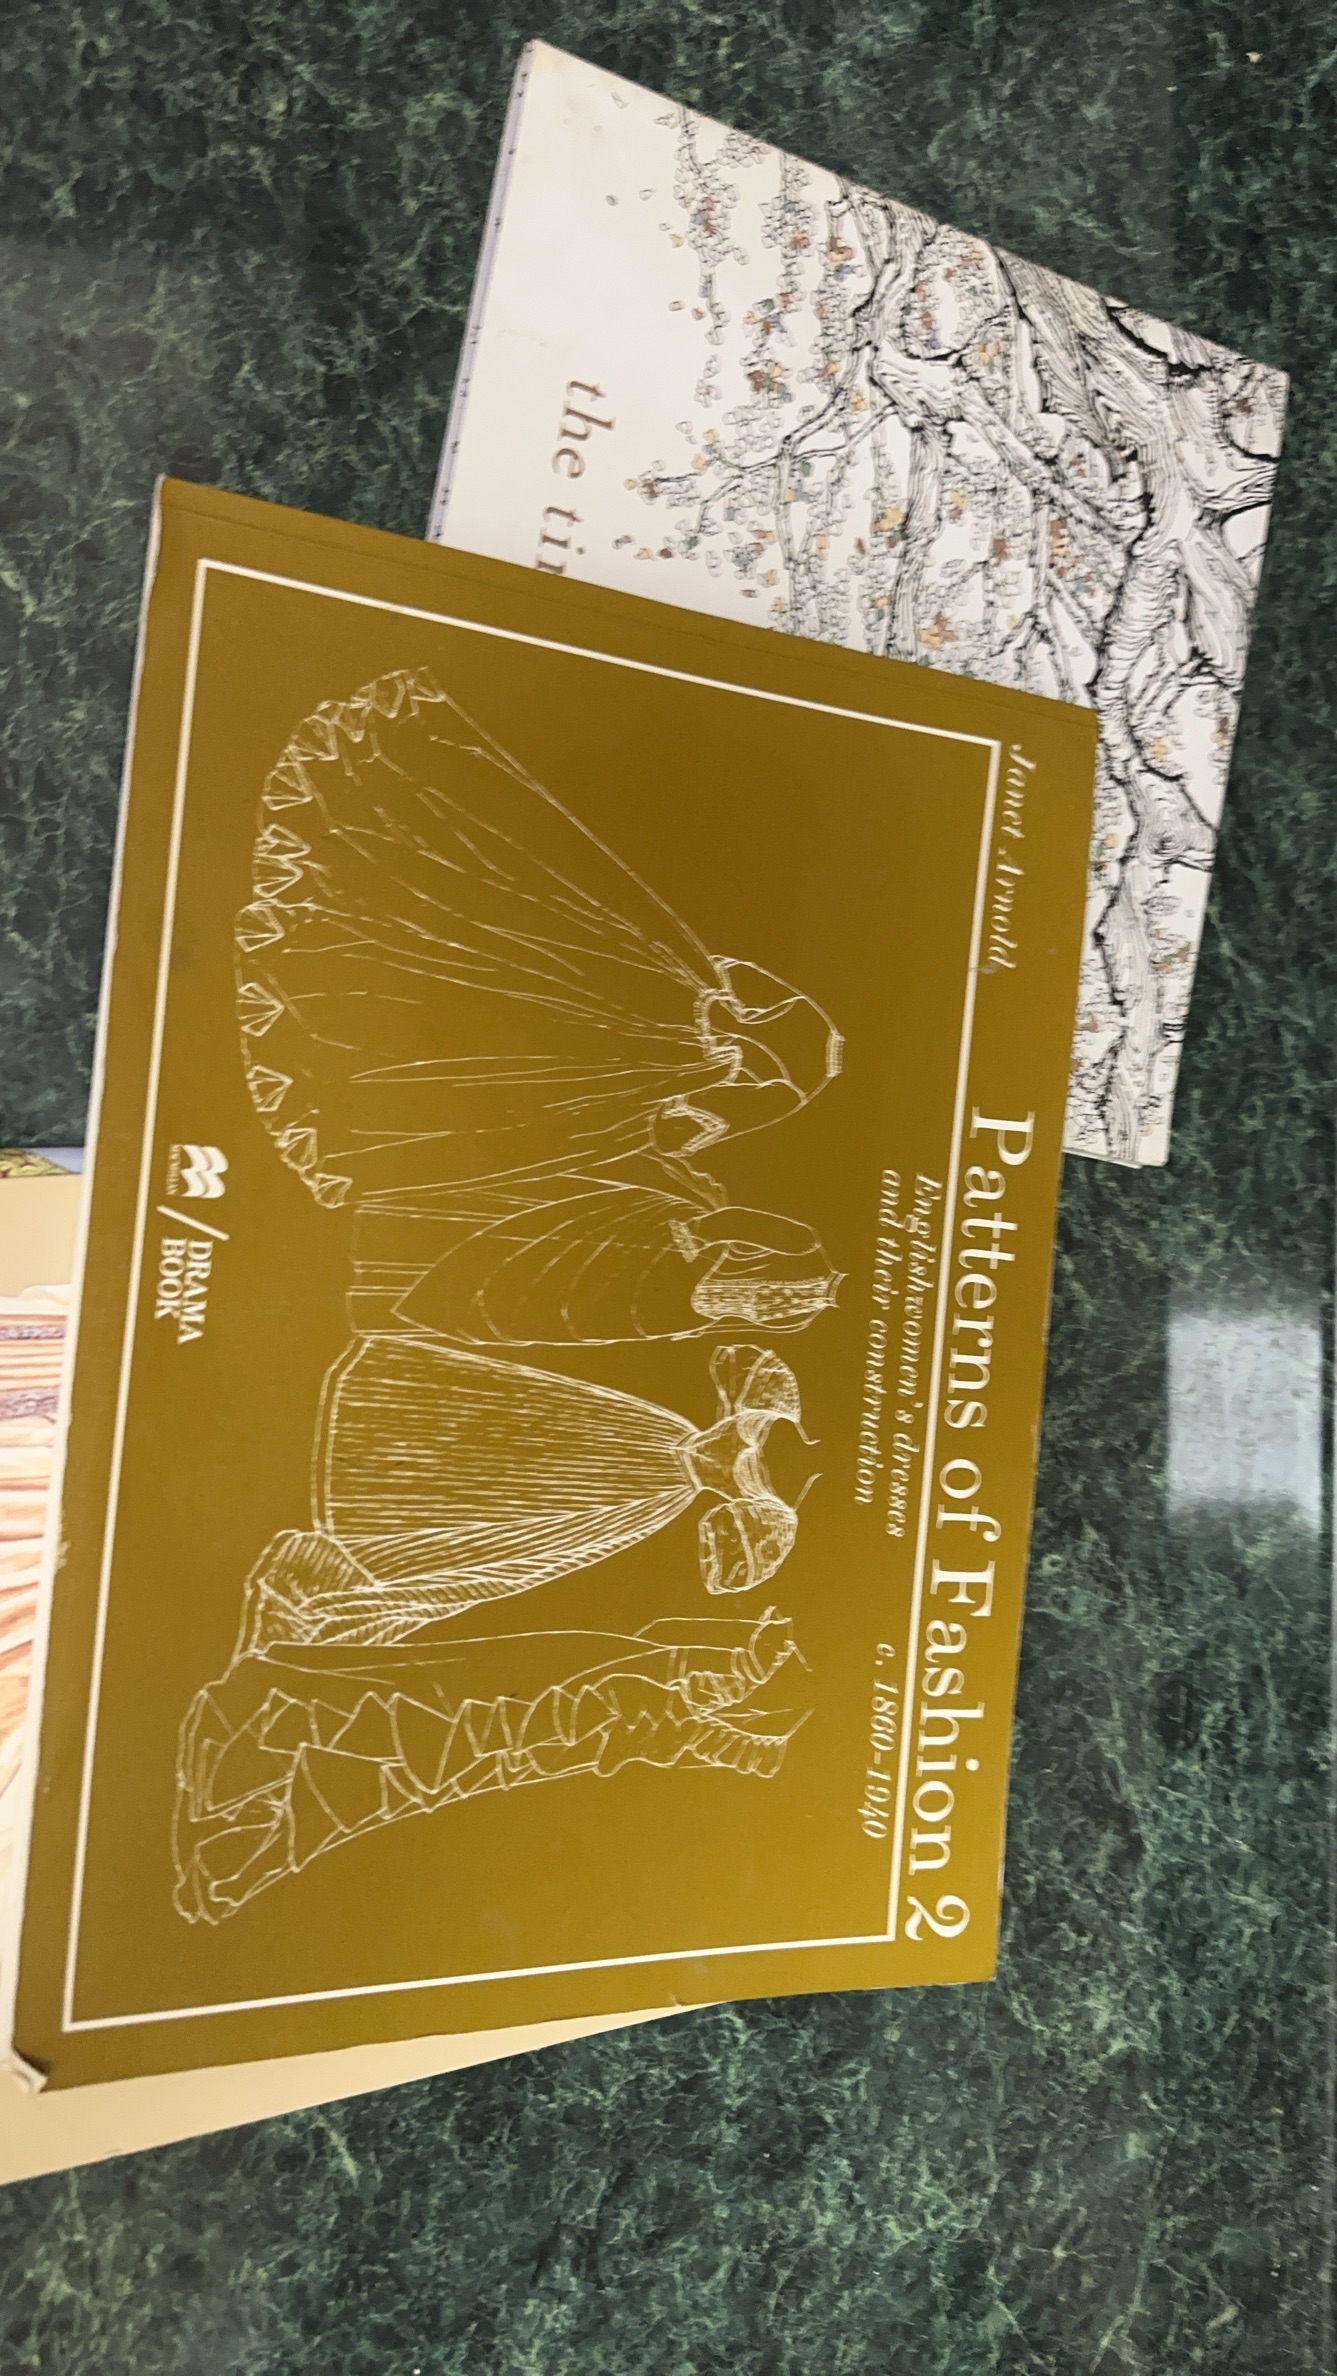 the ti
Janet Arnold
Patterns of Fashion 2
Englishwomen's dresses
and their construction
c. 1860-1940
DRAMA
BOOK